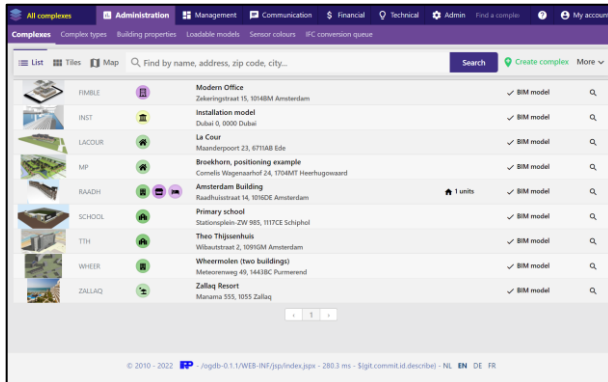 All complexes Administration Management Communication $ Financial Technical Admin Find a complex My account
Complexes Complex types Building properties Loadable models Sensor colours IFC conversion queue
List Tiles Map Find by name, address, zip code, city... Search Create complex More
FIMBLE Modern Office BIM model
Zekeringstraat 15, 1014BM Amsterdam
INST Installation model BIM model
Dubai 0, 0000 Dubai
LACOUR La Cour BIM model
Maanderpoort 23, 6711AB Ede
MP Broekhorn, positioning example BIM model
Cornelis Wagenaarhof 24, 1704MT Heerhugowaard
RAADH Amsterdam Building 1 units BIM model
Raadhuisstraat 14, 1016DE Amsterdam
SCHOOL Primary school BIM model
Stationsplein-ZW 985, 1117CE Schiphol
TTH Theo Thijssenhuis BIM model
Wibautstraat 2, 1091GM Amsterdam
WHEER Wheermolen (two buildings) BIM model
Meteorenweg 49, 1443BC Purmerend
ZALLAQ Zallaq Resort BIM model
Manama 555, 1055 Zallaq
‹ 1 ›
© 2010 - 2022 - /ogdb-0.1.1/WEB-INF/jsp/index.jspx - 280.3 ms - $(git.commit.id.describe) - NL EN DE FR